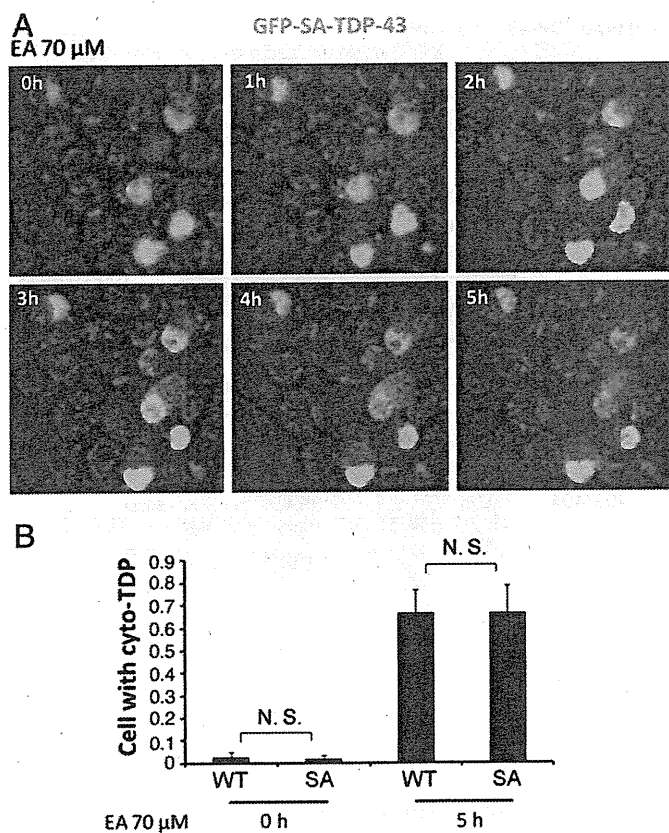 A
GFP-SA-TDP-43
EA 70 µM
0h
1h
2h
3h
4h
5h
B
Cell with cyto-TDP
0.9
0.8
0.7
0.6
0.5
0.4
0.3
0.2
0.1
0
N. S.
N. S.
WT SA WT SA
EA 70 µM 0 h 5 h